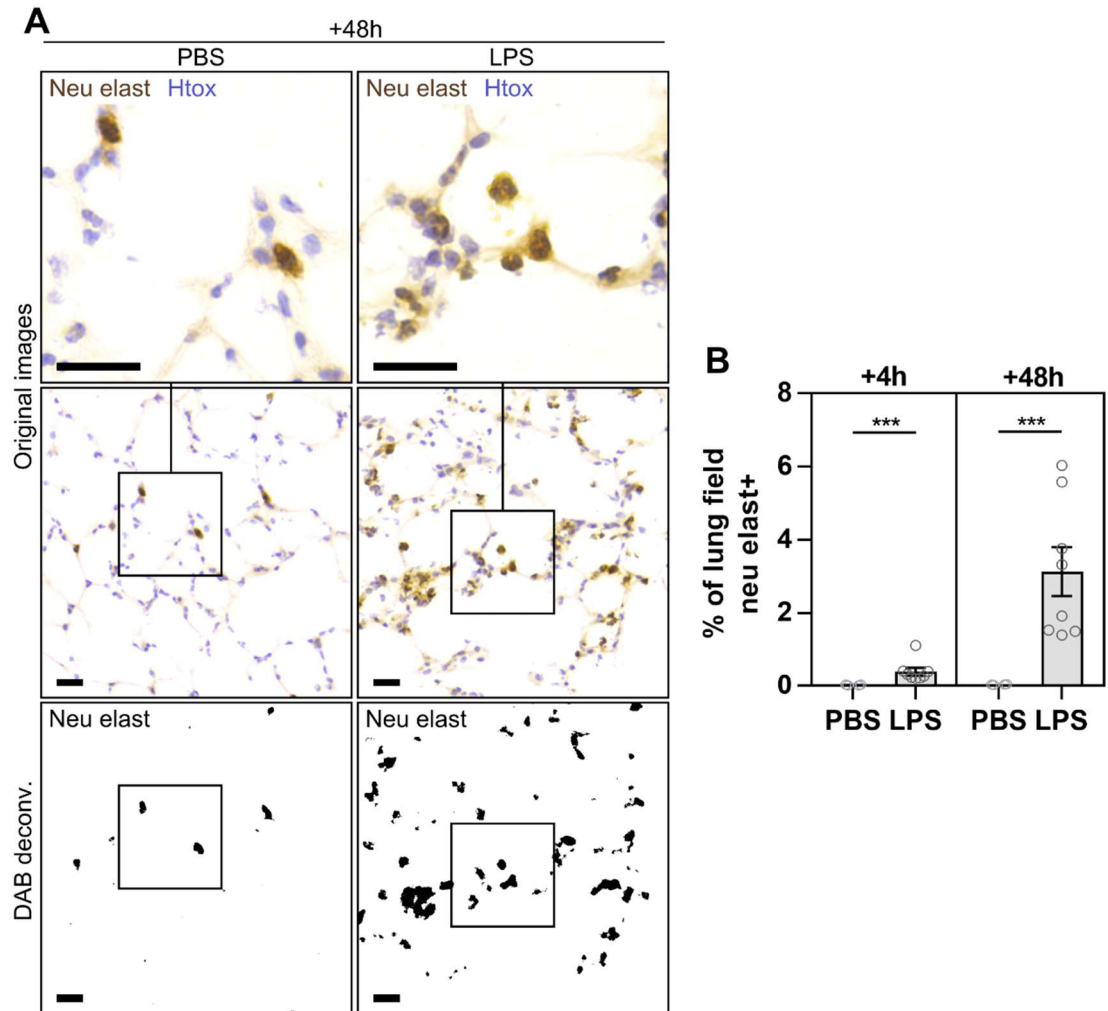 A
+48h
PBS LPS
Neu elast Htox
Neu elast Htox
Original images
Neu elast
Neu elast
DAB deconv.
B
+4h +48h
*** ***
% of lung field
neu elast+
8
6
4
2
0
PBS LPS PBS LPS